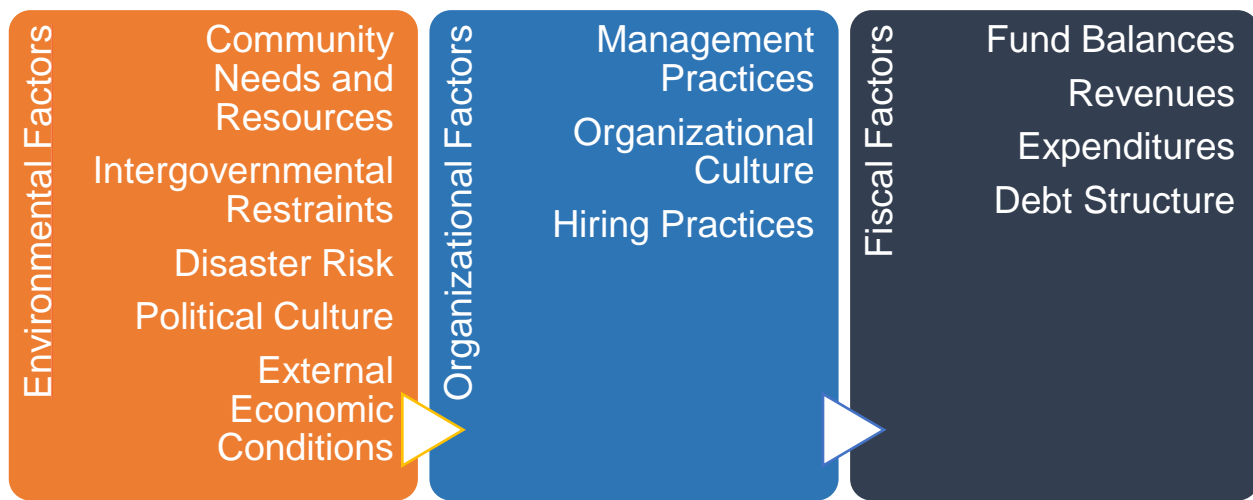 Environmental Factors
Community
Needs and
Resources
Intergovernmental
Restraints
Disaster Risk
Political Culture
External
Economic
Conditions
Organizational Factors
Management
Practices
Organizational
Culture
Hiring Practices
Fiscal Factors
Fund Balances
Revenues
Expenditures
Debt Structure